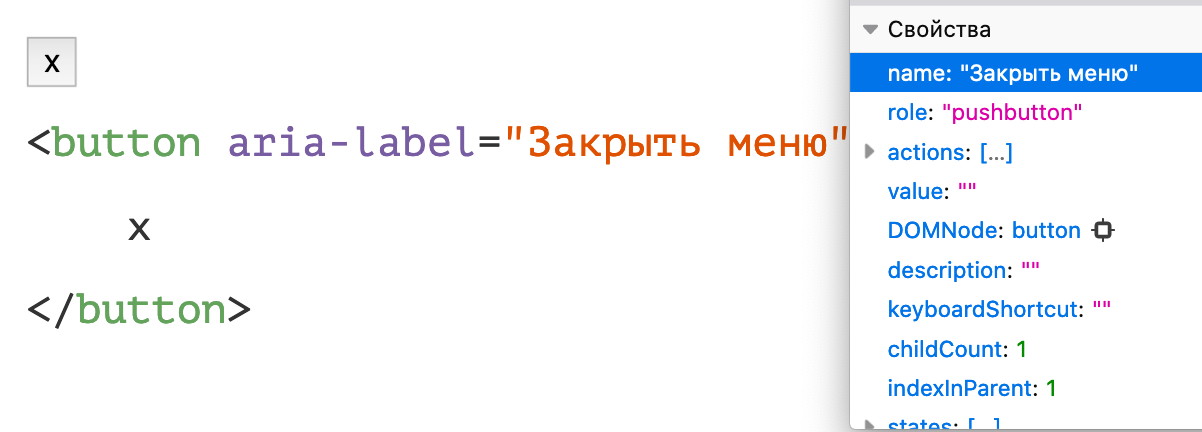 x
<button aria-label="Закрыть меню"
x
</button>
Свойства
name: "Закрыть меню"
role: "pushbutton"
actions: […]
value: ""
DOMNode: button
description: ""
keyboardShortcut: ""
childCount: 1
indexInParent: 1
states: […]